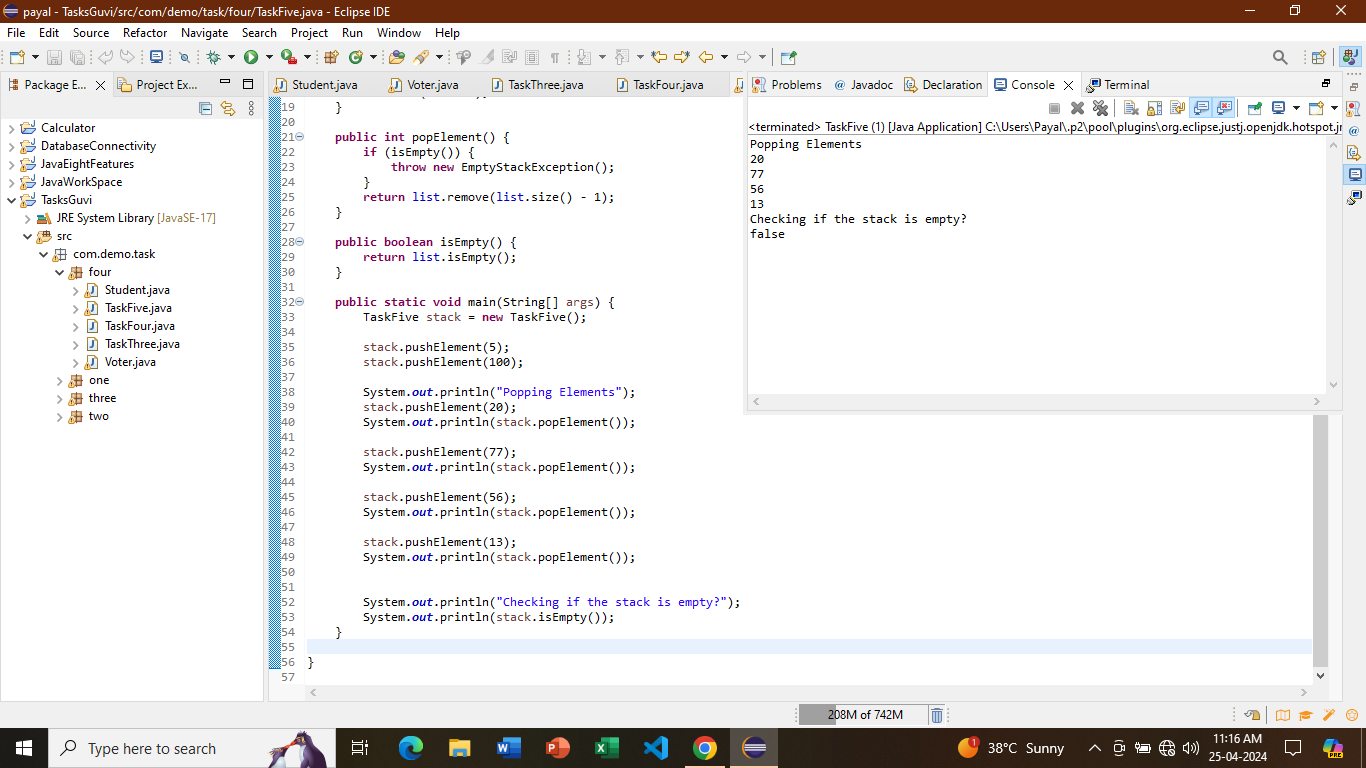 payal - TasksGuvi/src/com/demo/task/four/TaskFive.java - Eclipse IDE
File Edit Source Refactor Navigate Search Project Run Window Help
Package E... Project Ex...
Calculator
DatabaseConnectivity
JavaEightFeatures
JavaWorkSpace
TasksGuvi
JRE System Library [JavaSE-17]
src
com.demo.task
four
Student.java
TaskFive.java
TaskFour.java
TaskThree.java
Voter.java
one
three
two
Student.java Voter.java TaskThree.java TaskFour.java
19 }
20
21 public int popElement() {
22 if (isEmpty()) {
23 throw new EmptyStackException();
24 }
25 return list.remove(list.size() - 1);
26 }
27
28 public boolean isEmpty() {
29 return list.isEmpty();
30 }
31
32 public static void main(String[] args) {
33 TaskFive stack = new TaskFive();
34
35 stack.pushElement(5);
36 stack.pushElement(100);
37
38 System.out.println("Popping Elements");
39 stack.pushElement(20);
40 System.out.println(stack.popElement());
41
42 stack.pushElement(77);
43 System.out.println(stack.popElement());
44
45 stack.pushElement(56);
46 System.out.println(stack.popElement());
47
48 stack.pushElement(13);
49 System.out.println(stack.popElement());
50
51
52 System.out.println("Checking if the stack is empty?");
53 System.out.println(stack.isEmpty());
54 }
55
56 }
57
Problems @ Javadoc Declaration Console Terminal
<terminated> TaskFive (1) [Java Application] C:\Users\Payal\.p2\pool\plugins\org.eclipse.justj.openjdk.hotspot.jr
Popping Elements
20
77
56
13
Checking if the stack is empty?
false
208M of 742M
Type here to search
1
38°C Sunny
11:16 AM
25-04-2024
PRE